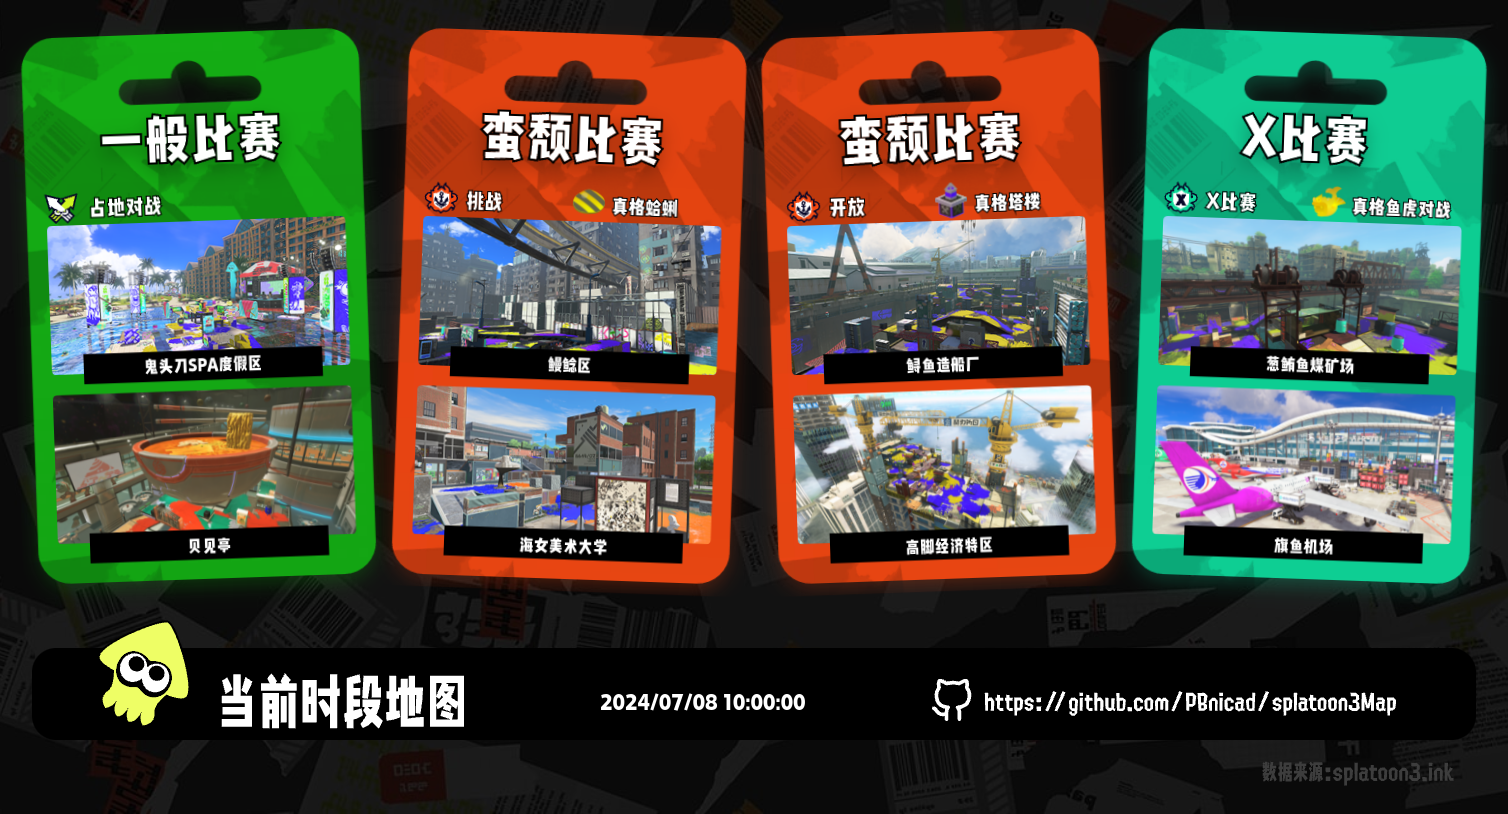 一般比赛
占地对战
鬼头刀SPA度假区
贝见亭
蛮颓比赛
挑战
真格蛤蜊
鳗鲶区
海女美术大学
蛮颓比赛
开放
真格塔楼
鲟鱼造船厂
高脚经济特区
X比赛
X比赛
真格鱼虎对战
葱鲔鱼煤矿场
旗鱼机场
当前时段地图
2024/07/08 10:00:00
https://github.com/PBnicad/splatoon3Map
数据来源:splatoon3.ink